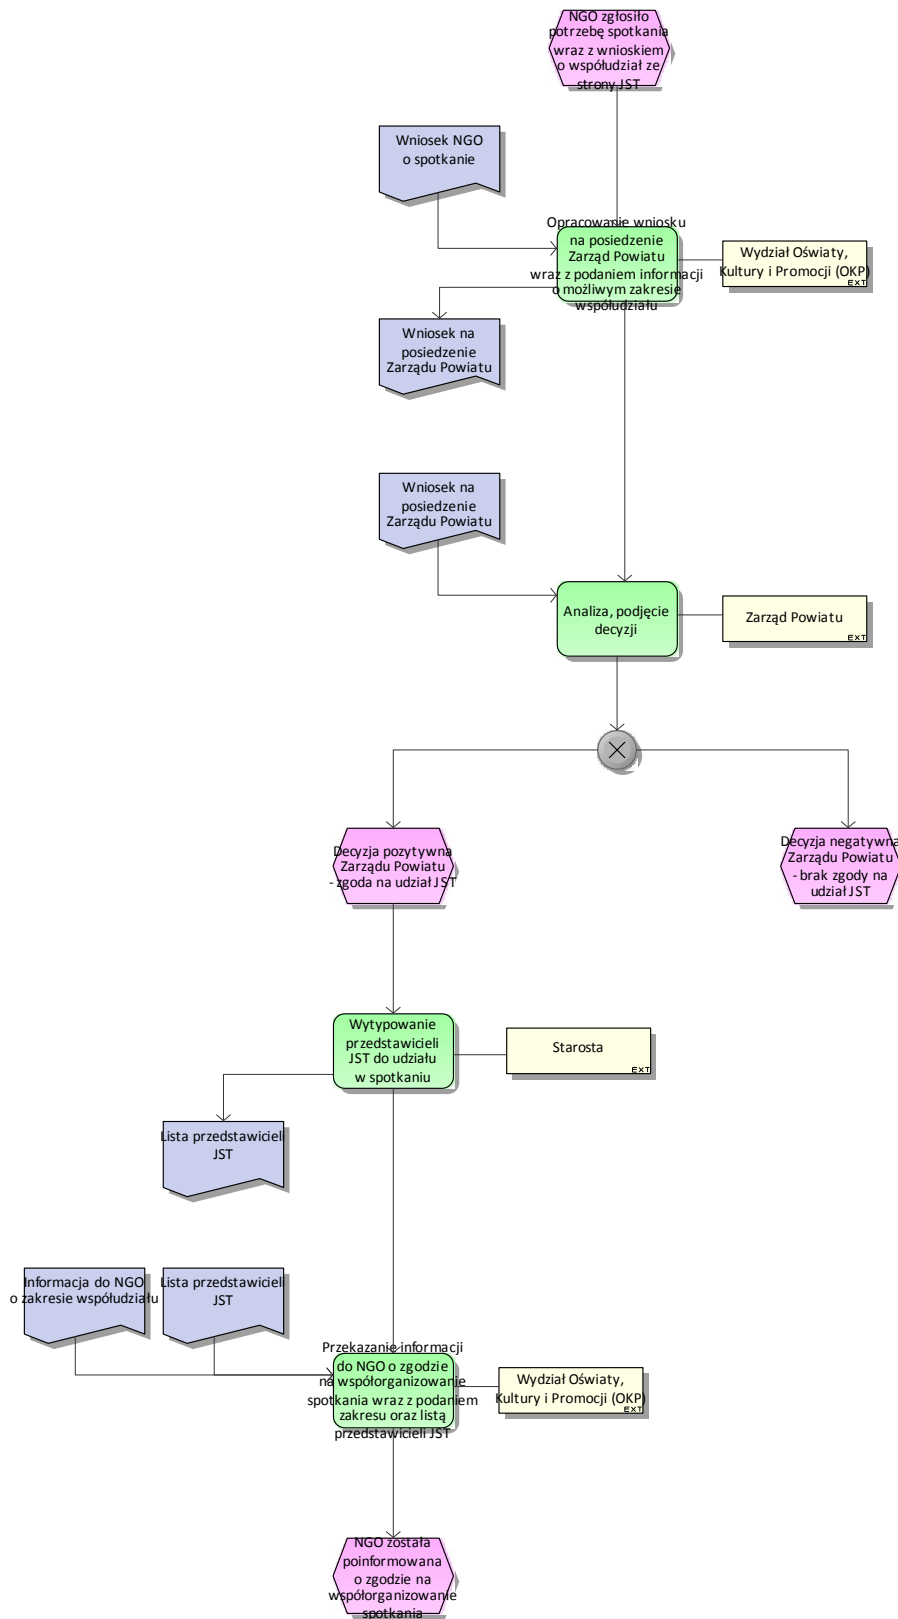 NGO zgłosiło
potrzebę spotkania
wraz z wnioskiem
o współudział ze
strony JST
Wniosek NGO
o spotkanie
Opracowanie wniosku
na posiedzenie
Zarząd Powiatu
wraz z podaniem informacji
o możliwym zakresie
współudziału
Wydział Oświaty,
Kultury i Promocji (OKP)
EXT
Wniosek na
posiedzenie
Zarządu Powiatu
Wniosek na
posiedzenie
Zarządu Powiatu
Analiza, podjęcie
decyzji
Zarząd Powiatu
EXT
Decyzja pozytywna
Zarządu Powiatu
- zgoda na udział JST
Decyzja negatywna
Zarządu Powiatu
- brak zgody na
udział JST
Wytypowanie
przedstawicieli
JST do udziału
w spotkaniu
Starosta
EXT
Lista przedstawicieli
JST
Informacja do NGO
o zakresie współudziału
Lista przedstawicieli
JST
Przekazanie informacji
do NGO o zgodzie
na współorganizowanie
spotkania wraz z podaniem
zakresu oraz listą
przedstawicieli JST
Wydział Oświaty,
Kultury i Promocji (OKP)
EXT
NGO została
poinformowana
o zgodzie na
współorganizowanie
spotkania